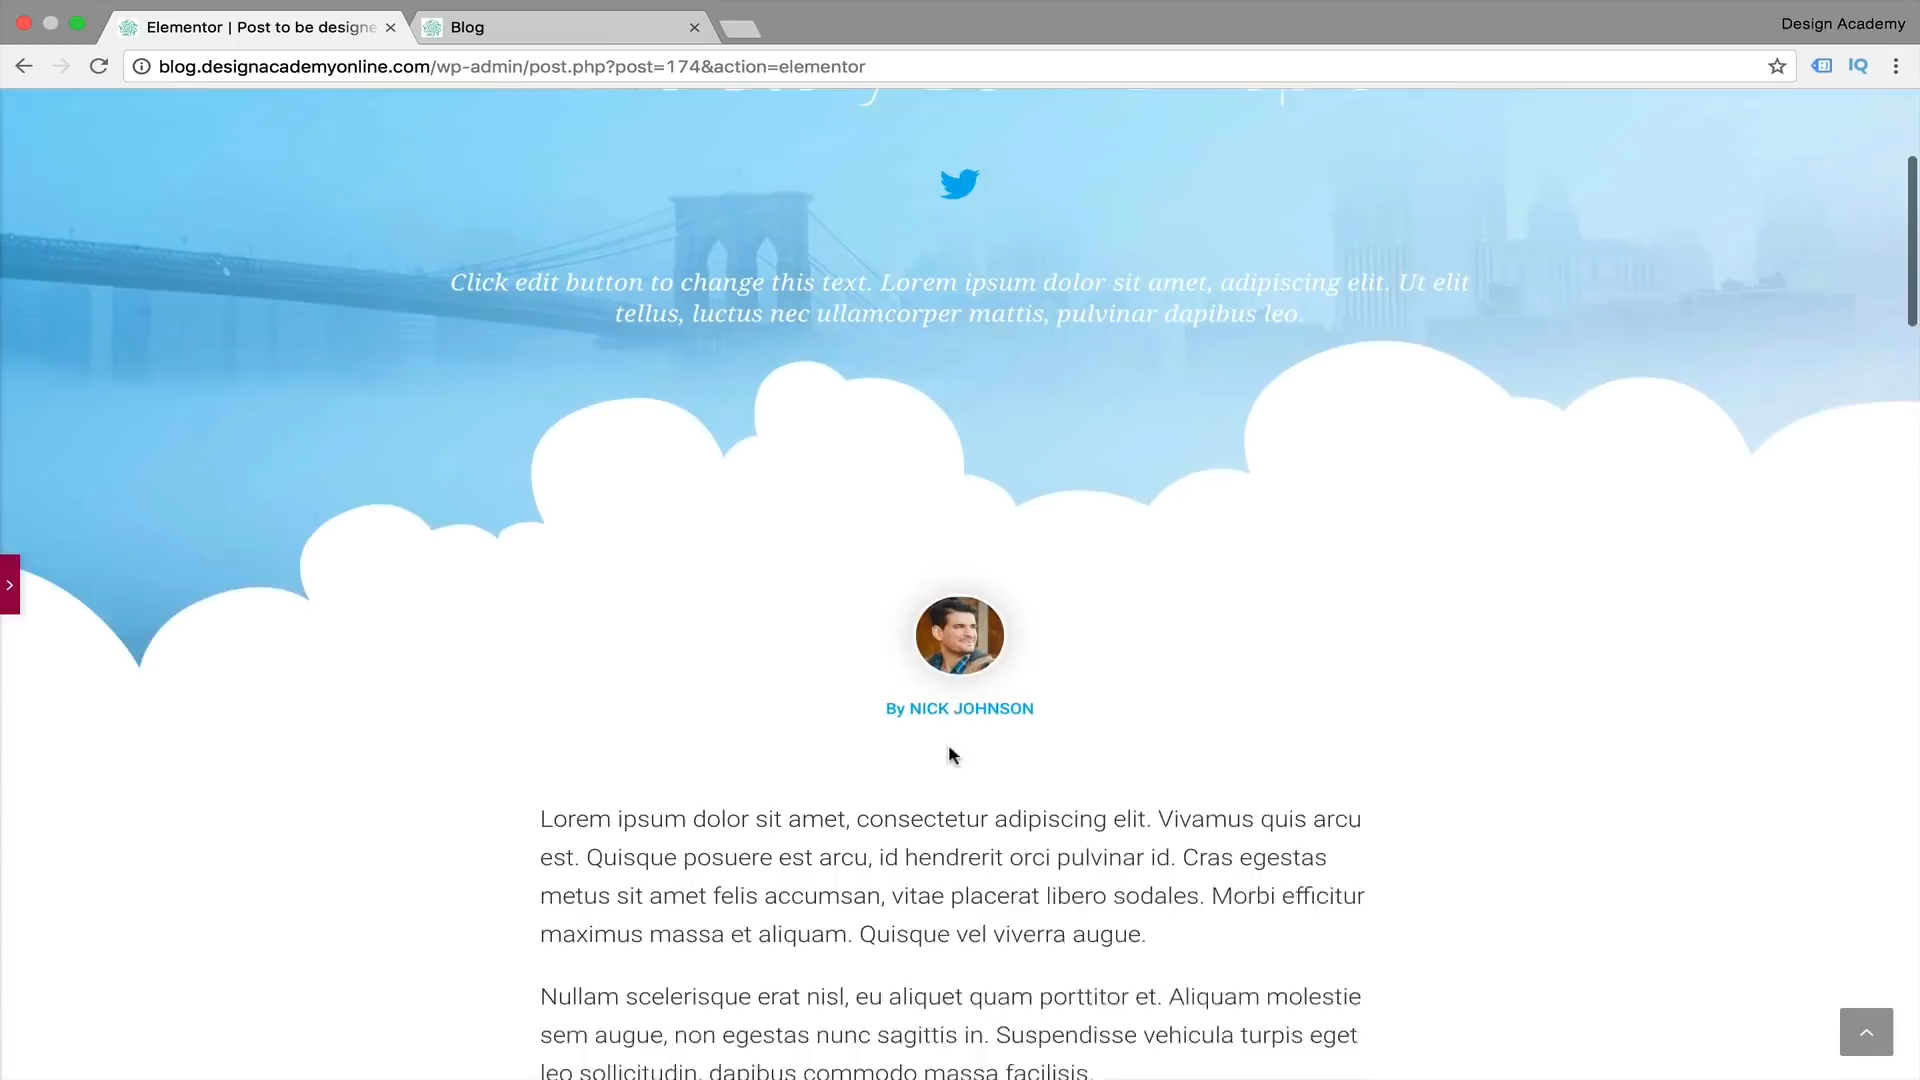 Elementor | Post to be designe
Blog
Design Academy
blog.designacademyonline.com/wp-admin/post.php?post=174&action=elementor
IQ
Click edit button to change this text. Lorem ipsum dolor sit amet, adipiscing elit. Ut elit
tellus, luctus nec ullamcorper mattis, pulvinar dapibus leo.
By NICK JOHNSON
Lorem ipsum dolor sit amet, consectetur adipiscing elit. Vivamus quis arcu
est. Quisque posuere est arcu, id hendrerit orci pulvinar id. Cras egestas
metus sit amet felis accumsan, vitae placerat libero sodales. Morbi efficitur
maximus massa et aliquam. Quisque vel viverra augue.
Nullam scelerisque erat nisl, eu aliquet quam porttitor et. Aliquam molestie
sem augue, non egestas nunc sagittis in. Suspendisse vehicula turpis eget
leo sollicitudin, dapibus commodo massa facilisis.